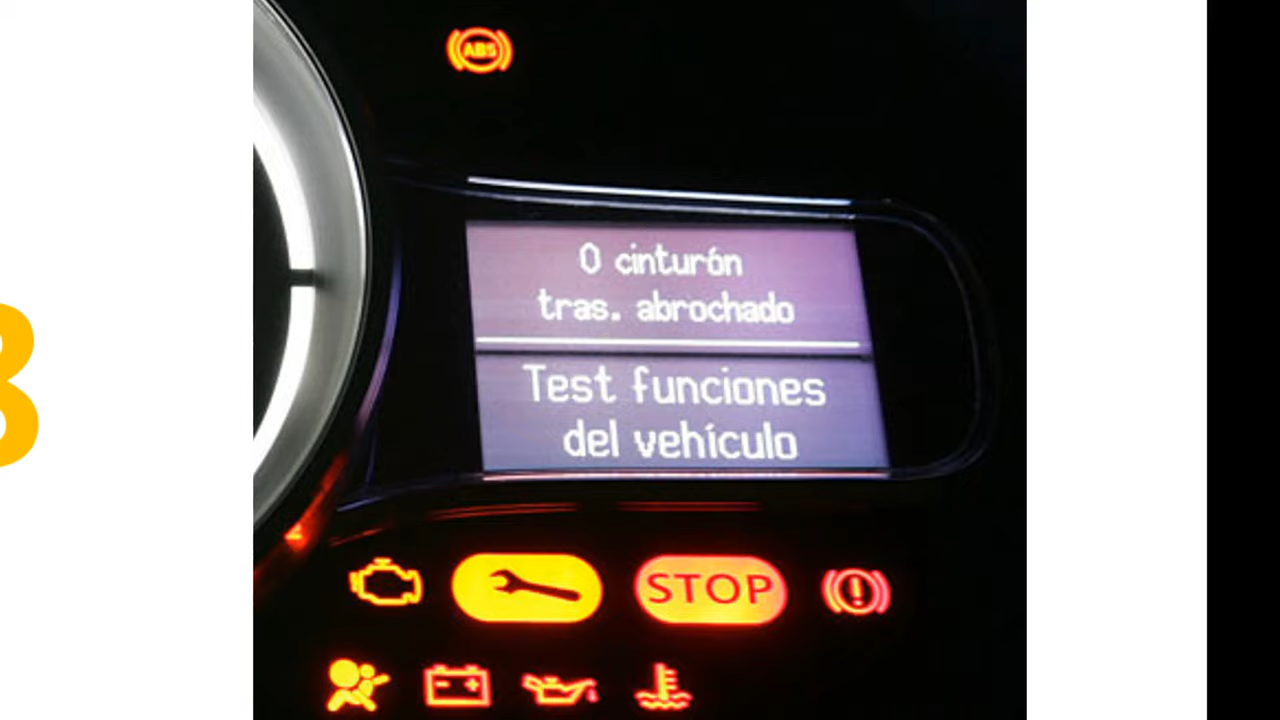 ABS
0 cinturón
tras. abrochado
Test funciones
del vehículo
STOP